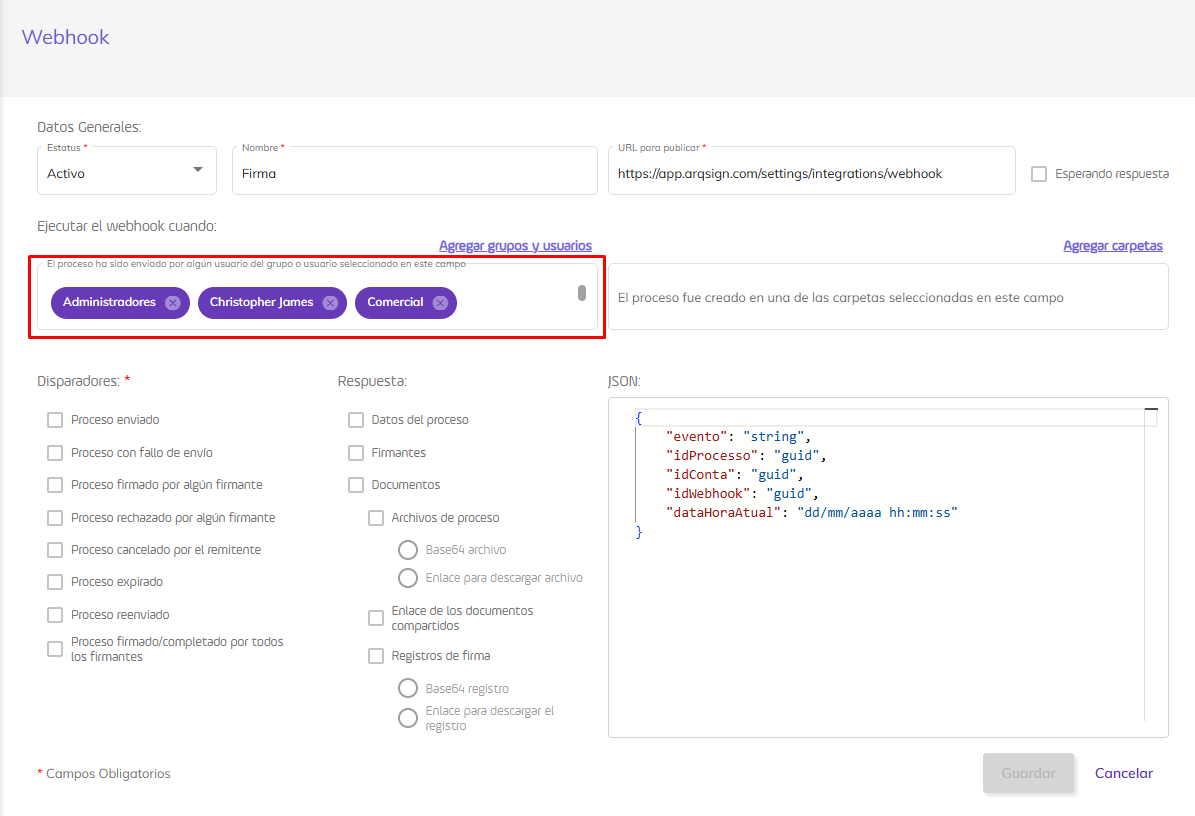 Webhook
Datos Generales:
Estatus *
Activo
Nombre *
Firma
URL para publicar *
https://app.arqsign.com/settings/integrations/webhook
Esperando respuesta
Ejecutar el webhook cuando:
Agregar grupos y usuarios
Agregar carpetas
El proceso ha sido enviado por algún usuario del grupo o usuario seleccionado en este campo
Administradores
Christopher James
Comercial
El proceso fue creado en una de las carpetas seleccionadas en este campo
Disparadores: *
Proceso enviado
Proceso con fallo de envío
Proceso firmado por algún firmante
Proceso rechazado por algún firmante
Proceso cancelado por el remitente
Proceso expirado
Proceso reenviado
Proceso firmado/completado por todos
los firmantes
Respuesta:
Datos del proceso
Firmantes
Documentos
Archivos de proceso
Base64 archivo
Enlace para descargar archivo
Enlace de los documentos
compartidos
Registros de firma
Base64 registro
Enlace para descargar el
registro
JSON:
{
"evento": "string",
"idProcesso": "guid",
"idConta": "guid",
"idWebhook": "guid",
"dataHoraAtual": "dd/mm/aaaa hh:mm:ss"
}
* Campos Obligatorios
Guardar
Cancelar